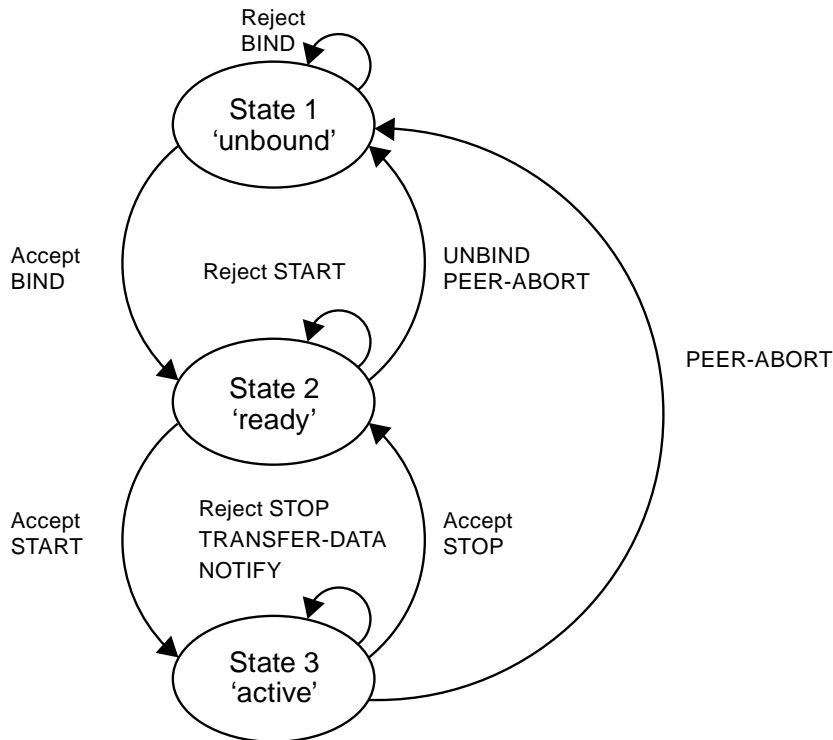 Reject
BIND
State 1
‘unbound’
Accept
BIND
Reject START
UNBIND
PEER-ABORT
PEER-ABORT
State 2
‘ready’
Accept
START
Reject STOP
TRANSFER-DATA
NOTIFY
Accept
STOP
State 3
‘active’